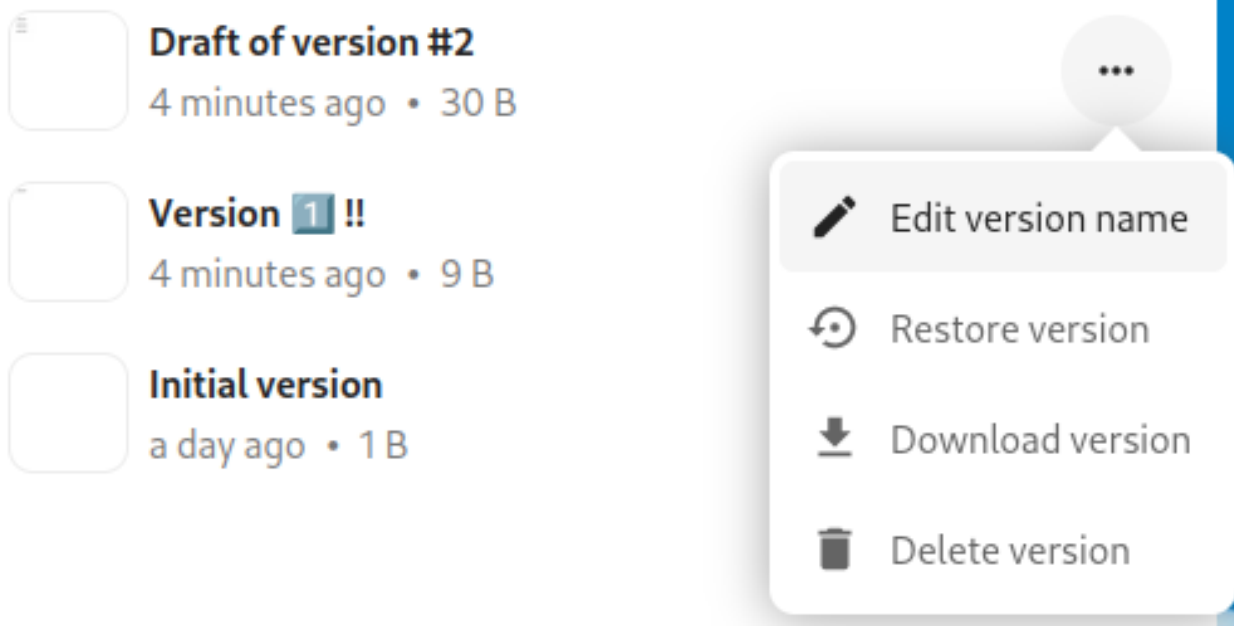 Draft of version #2
4 minutes ago • 30 B
Version 1️⃣ !!
4 minutes ago • 9 B
Initial version
a day ago • 1 B
Edit version name
Restore version
Download version
Delete version